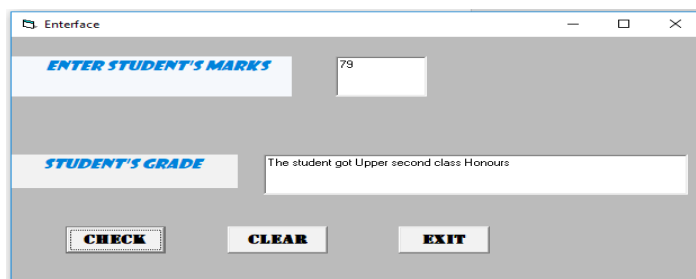 Enterface
ENTER STUDENT'S MARKS 79
STUDENT'S GRADE The student got Upper second class Honours
CHECK CLEAR EXIT